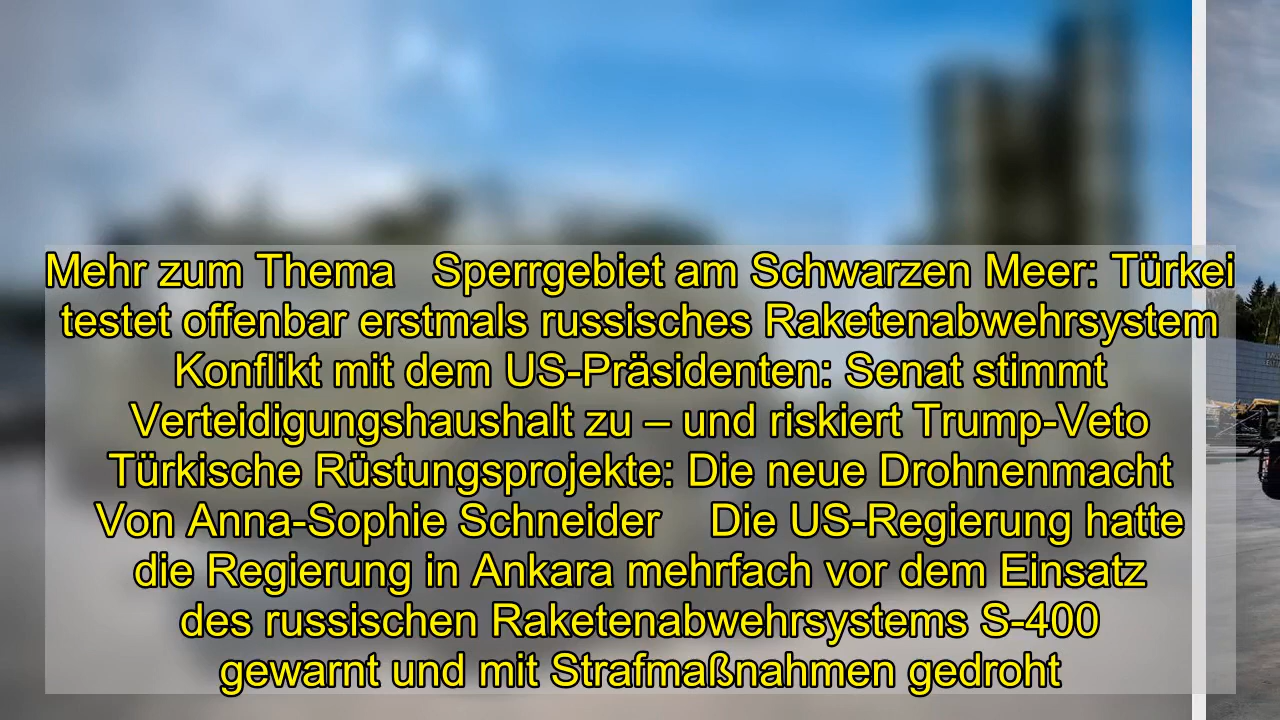 Mehr zum Thema   Sperrgebiet am Schwarzen Meer: Türkei
testet offenbar erstmals russisches Raketenabwehrsystem
Konflikt mit dem US-Präsidenten: Senat stimmt
Verteidigungshaushalt zu – und riskiert Trump-Veto
Türkische Rüstungsprojekte: Die neue Drohnenmacht
Von Anna-Sophie Schneider    Die US-Regierung hatte
die Regierung in Ankara mehrfach vor dem Einsatz
des russischen Raketenabwehrsystems S-400
gewarnt und mit Strafmaßnahmen gedroht